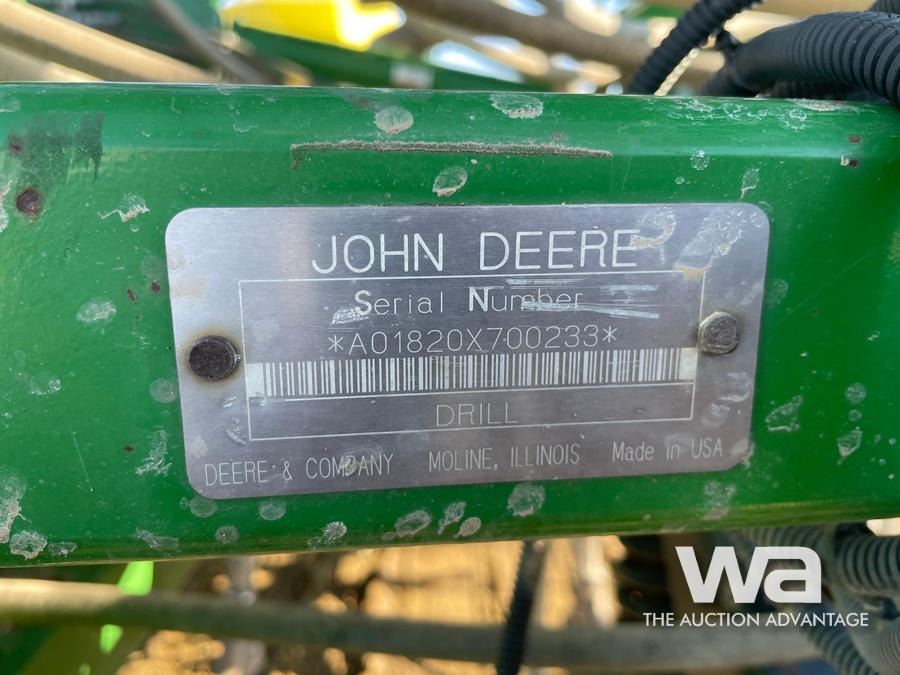 JOHN DEERE
Serial Number
*A01820X700233*
DRILL
DEERE & COMPANY MOLINE, ILLINOIS Made in USA
wa
THE AUCTION ADVANTAGE